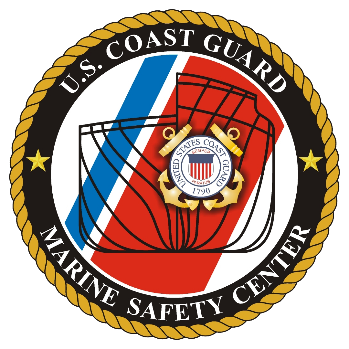 U.S. COAST GUARD
UNITED STATES COAST GUARD
1790
MARINE SAFETY CENTER